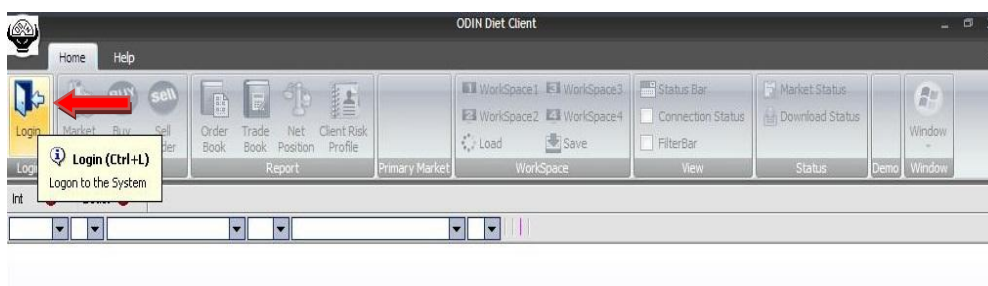 ODIN Diet Client
Home Help
sell
WorkSpace1 WorkSpace3 Status Bar Market Status
WorkSpace2 WorkSpace4 Connection Status Download Status
Login Market Buy Sell Order Trade Net Client Risk Window
Book Book Position Profile Load Save FilterBar
Report Primary Market WorkSpace View Status Demo Window
Login (Ctrl+L)
Logon to the System
Int